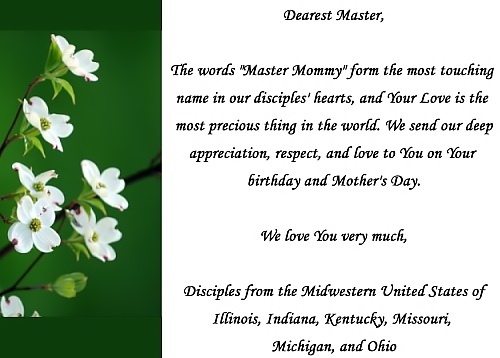 Dearest Master,
The words "Master Mommy" form the most touching
name in our disciples' hearts, and Your Love is the
most precious thing in the world. We send our deep
appreciation, respect, and love to You on Your
birthday and Mother's Day.
We love You very much,
Disciples from the Midwestern United States of
Illinois, Indiana, Kentucky, Missouri,
Michigan, and Ohio